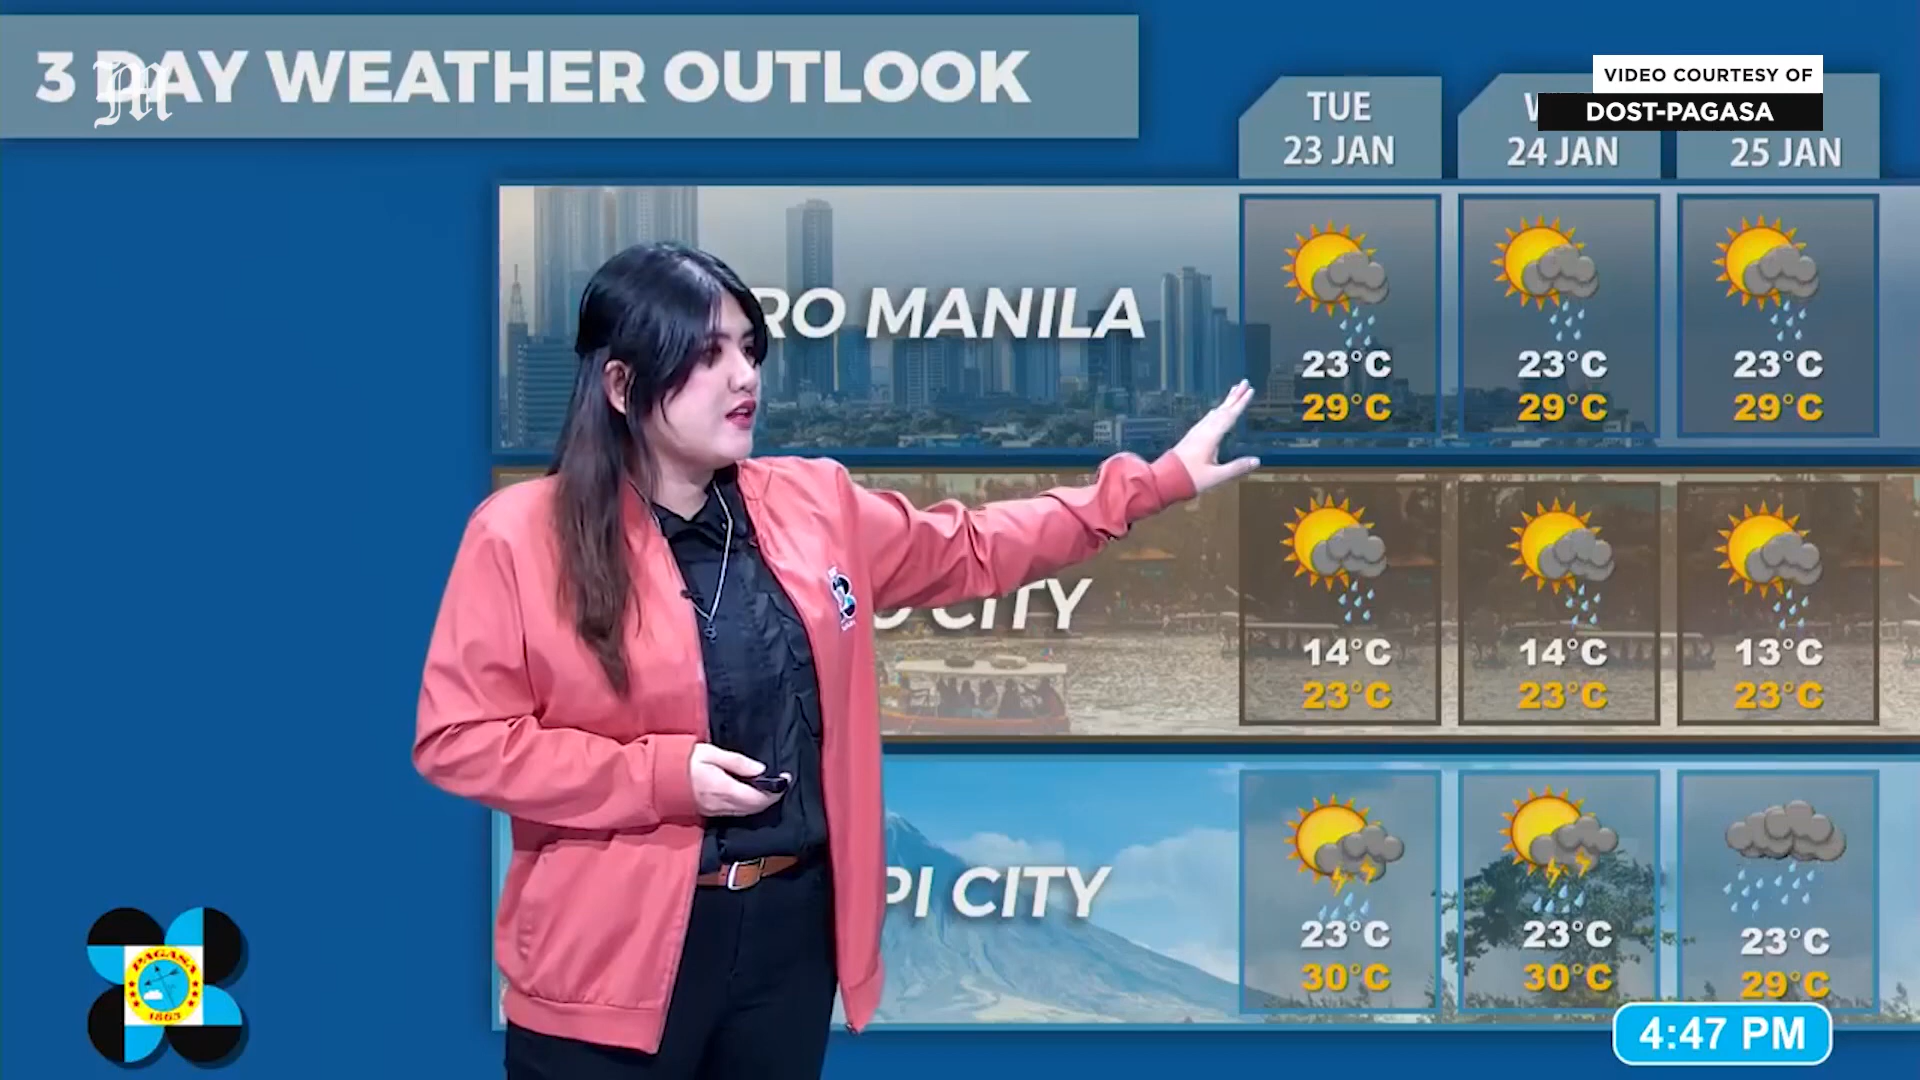 3 DAY WEATHER OUTLOOK
M
VIDEO COURTESY OF
DOST-PAGASA
TUE
23 JAN
24 JAN
25 JAN
MANILA
23°C
29°C
23°C
29°C
23°C
29°C
CITY
14°C
23°C
14°C
23°C
13°C
23°C
CITY
23°C
30°C
23°C
30°C
23°C
29°C
PAGASA
1865
4:47 PM